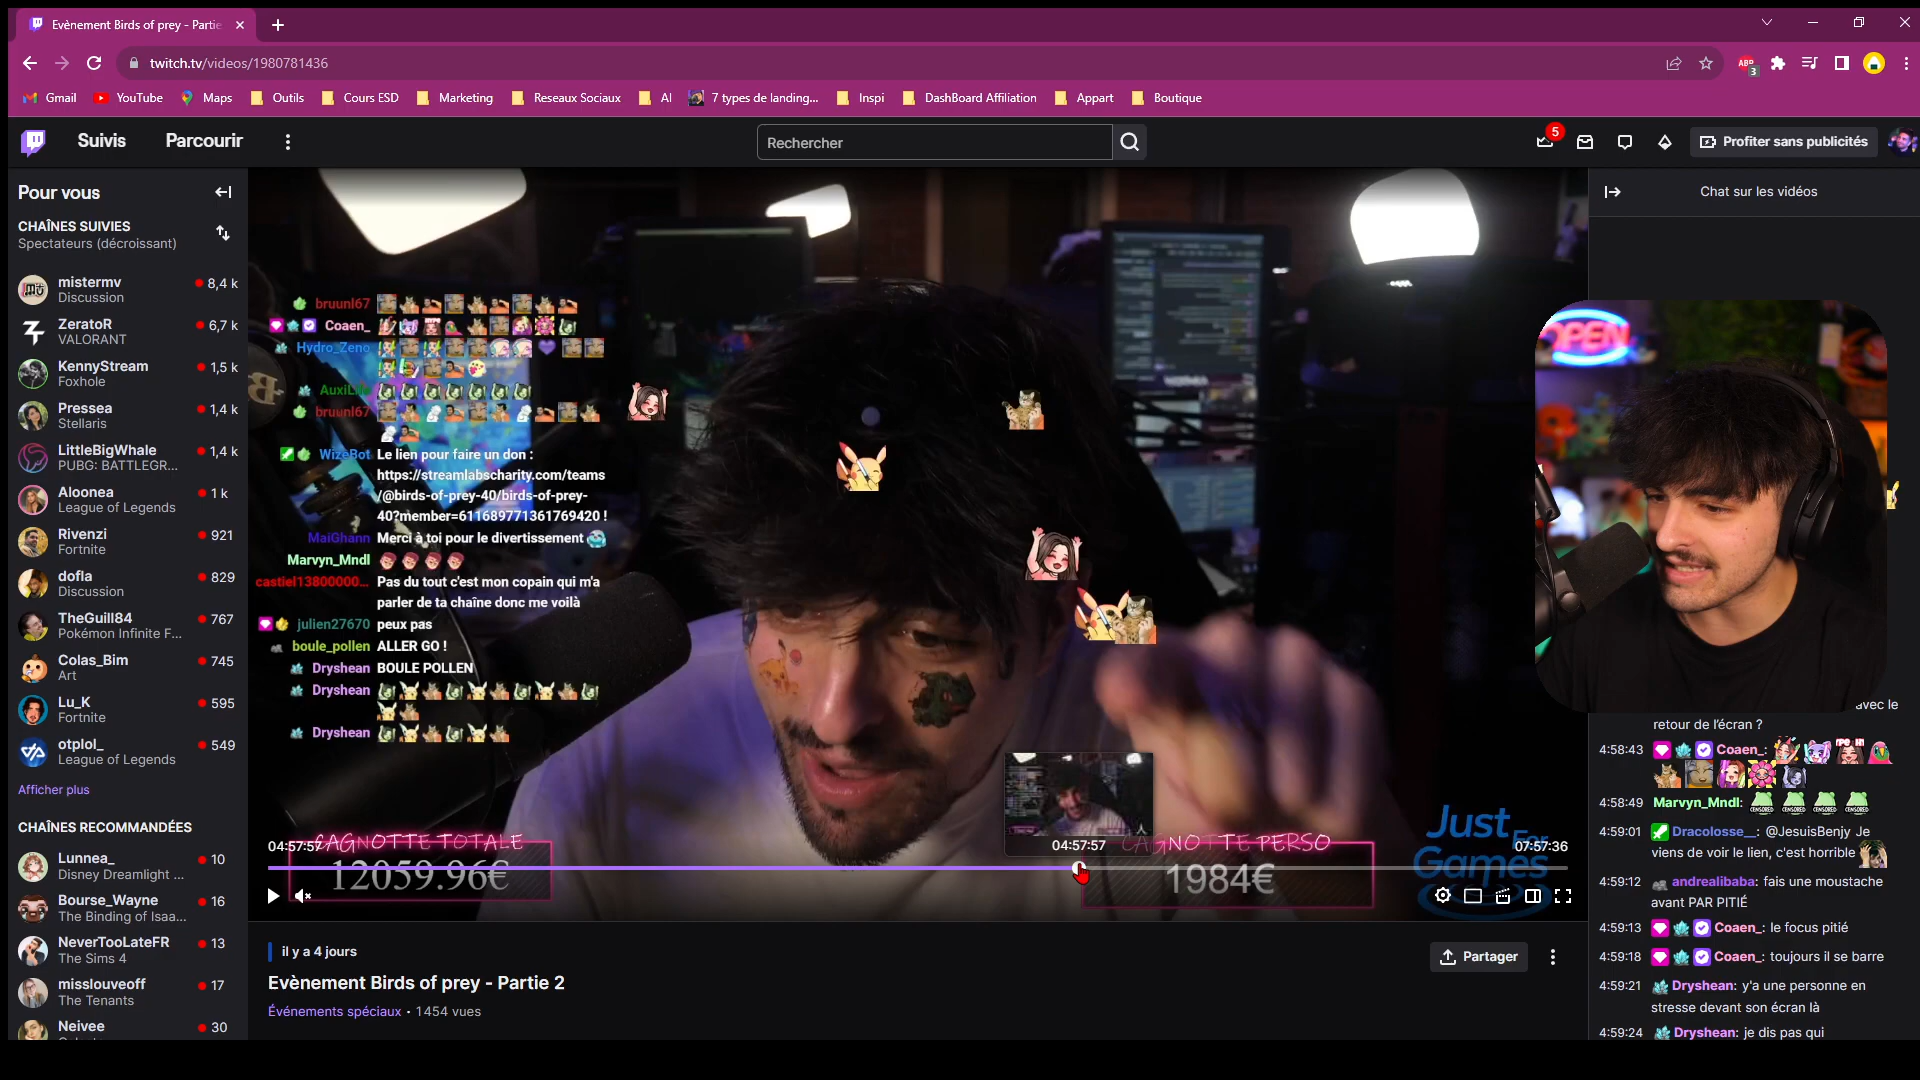 Evènement Birds of prey - Partie
twitch.tv/videos/1980781436
ABP
3
Gmail
YouTube
Maps
Outils
Cours ESD
Marketing
Reseaux Sociaux
AI
7 types de landing...
Inspi
DashBoard Affiliation
Appart
Boutique
Suivis
Parcourir
Rechercher
5
Profiter sans publicités
Pour vous
CHAÎNES SUIVIES
Spectateurs (décroissant)
mistermv
8,4 k
Discussion
ZeratoR
6,7 k
VALORANT
KennyStream
1,5 k
Foxhole
Pressea
1,4 k
Stellaris
LittleBigWhale
1,4 k
PUBG: BATTLEGR...
Aloonea
1 k
League of Legends
Rivenzi
921
Fortnite
dofla
829
Discussion
TheGuill84
767
Pokémon Infinite F...
Colas_Bim
745
Art
Lu_K
595
Fortnite
otplol_
549
League of Legends
Afficher plus
CHAÎNES RECOMMANDÉES
Lunnea_
10
Disney Dreamlight ...
Bourse_Wayne
16
The Binding of Isaa...
NeverTooLateFR
13
The Sims 4
misslouveoff
17
The Tenants
Neivee
30
bruunl67
Coaen_
Hydro_Zeno
bruunl67
WizeBot Le lien pour faire un don :
https://streamlabscharity.com/teams
/@birds-of-prey-40/birds-of-prey-
40?member=611689771361769420 !
MaiGhann Merci à toi pour le divertissement
Marvyn_Mndl
castiel13800000... Pas du tout c'est mon copain qui m'a
parler de ta chaîne donc me voilà
julien27670 peux pas
boule_pollen ALLER GO !
Dryshean BOULE POLLEN
Dryshean
Dryshean
OPEN
CAGNOTTE TOTALE
12059.96€
CAGNOTTE PERSO
1984€
Just For
Games
04:57:57
04:57:57
07:57:36
il y a 4 jours
Evènement Birds of prey - Partie 2
Événements spéciaux • 1 454 vues
Partager
Chat sur les vidéos
avec le
retour de l'écran ?
4:58:43 Coaen_:
4:58:49 Marvyn_Mndl:
CENSORED CENSORED CENSORED CENSORED
4:59:01 Dracolosse__: @JesuisBenjy Je
viens de voir le lien, c'est horrible
4:59:12 andrealibaba: fais une moustache
avant PAR PITIÉ
4:59:13 Coaen_: le focus pitié
4:59:18 Coaen_: toujours il se barre
4:59:21 Dryshean: y'a une personne en
stresse devant son écran là
4:59:24 Dryshean: je dis pas qui